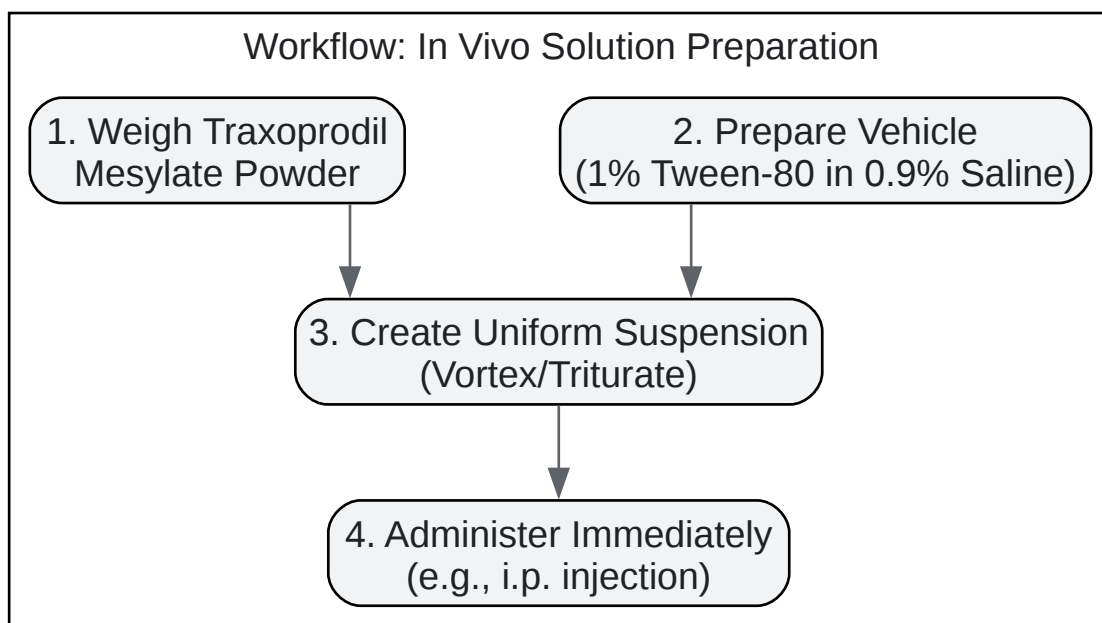 Workflow: In Vivo Solution Preparation
1. Weigh Traxoprodil
Mesylate Powder
2. Prepare Vehicle
(1% Tween-80 in 0.9% Saline)
3. Create Uniform Suspension
(Vortex/Triturate)
4. Administer Immediately
(e.g., i.p. injection)